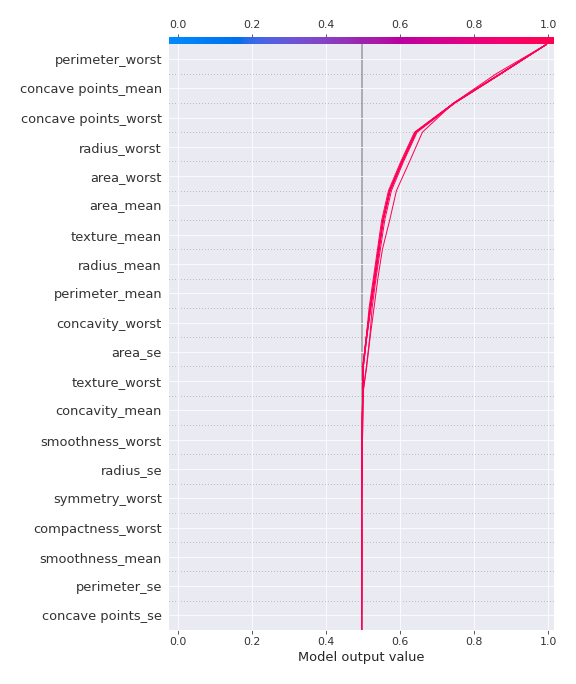 0.0 0.2 0.4 0.6 0.8 1.0
perimeter_worst
concave points_mean
concave points_worst
radius_worst
area_worst
area_mean
texture_mean
radius_mean
perimeter_mean
concavity_worst
area_se
texture_worst
concavity_mean
smoothness_worst
radius_se
symmetry_worst
compactness_worst
smoothness_mean
perimeter_se
concave points_se
0.0 0.2 0.4 0.6 0.8 1.0
Model output value